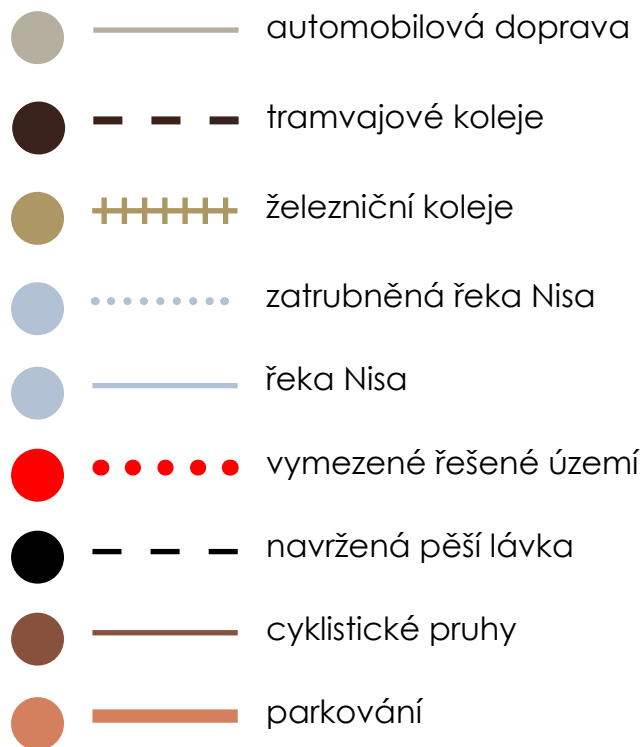 automobilová doprava
tramvajové koleje
železniční koleje
zatrubněná řeka Nisa
řeka Nisa
vymezené řešené území
navržená pěší lávka
cyklistické pruhy
parkování